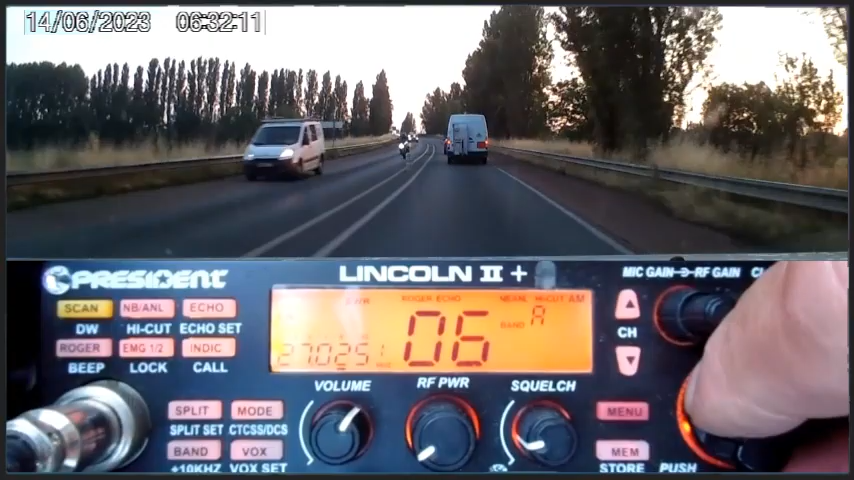 14/06/2023 06:32:11
PRESIDENT LINCOLN II + MIC GAIN RF GAIN
SCAN NB/ANL ECHO ROGER ECHO NB/ANL HI-CUT AM
DW HI-CUT ECHO SET 06 BAND A CH
ROGER EMG 1/2 INDIC 27.0251
BEEP LOCK CALL VOLUME RF PWR SQUELCH
SPLIT MODE MENU
SPLIT SET CTCSS/DCS
BAND VOX MEM
+10KHZ VOX SET STORE PUSH